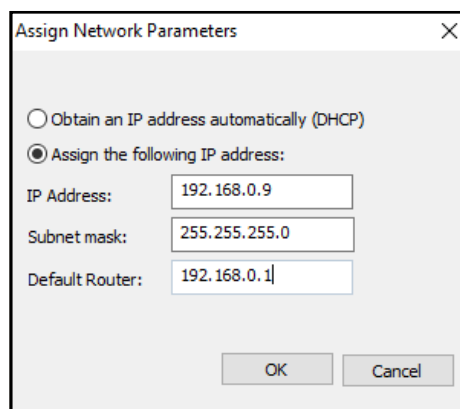 Assign Network Parameters
Obtain an IP address automatically (DHCP)
Assign the following IP address:
IP Address: 192.168.0.9
Subnet mask: 255.255.255.0
Default Router: 192.168.0.1
OK Cancel